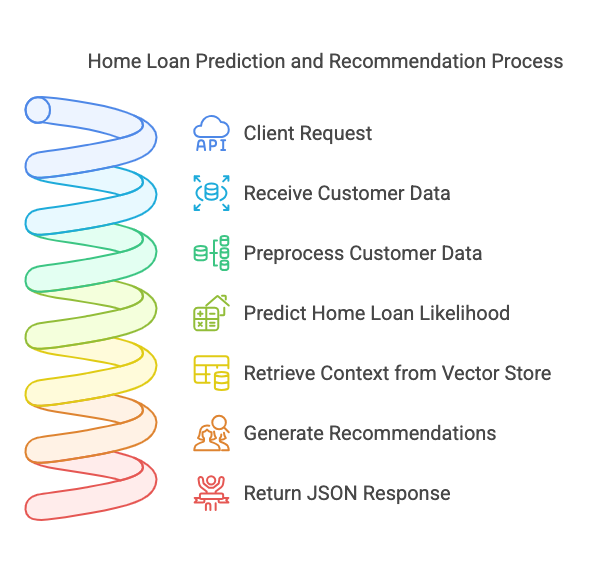 Home Loan Prediction and Recommendation Process
Client Request
API
Receive Customer Data
Preprocess Customer Data
Predict Home Loan Likelihood
Retrieve Context from Vector Store
Generate Recommendations
Return JSON Response